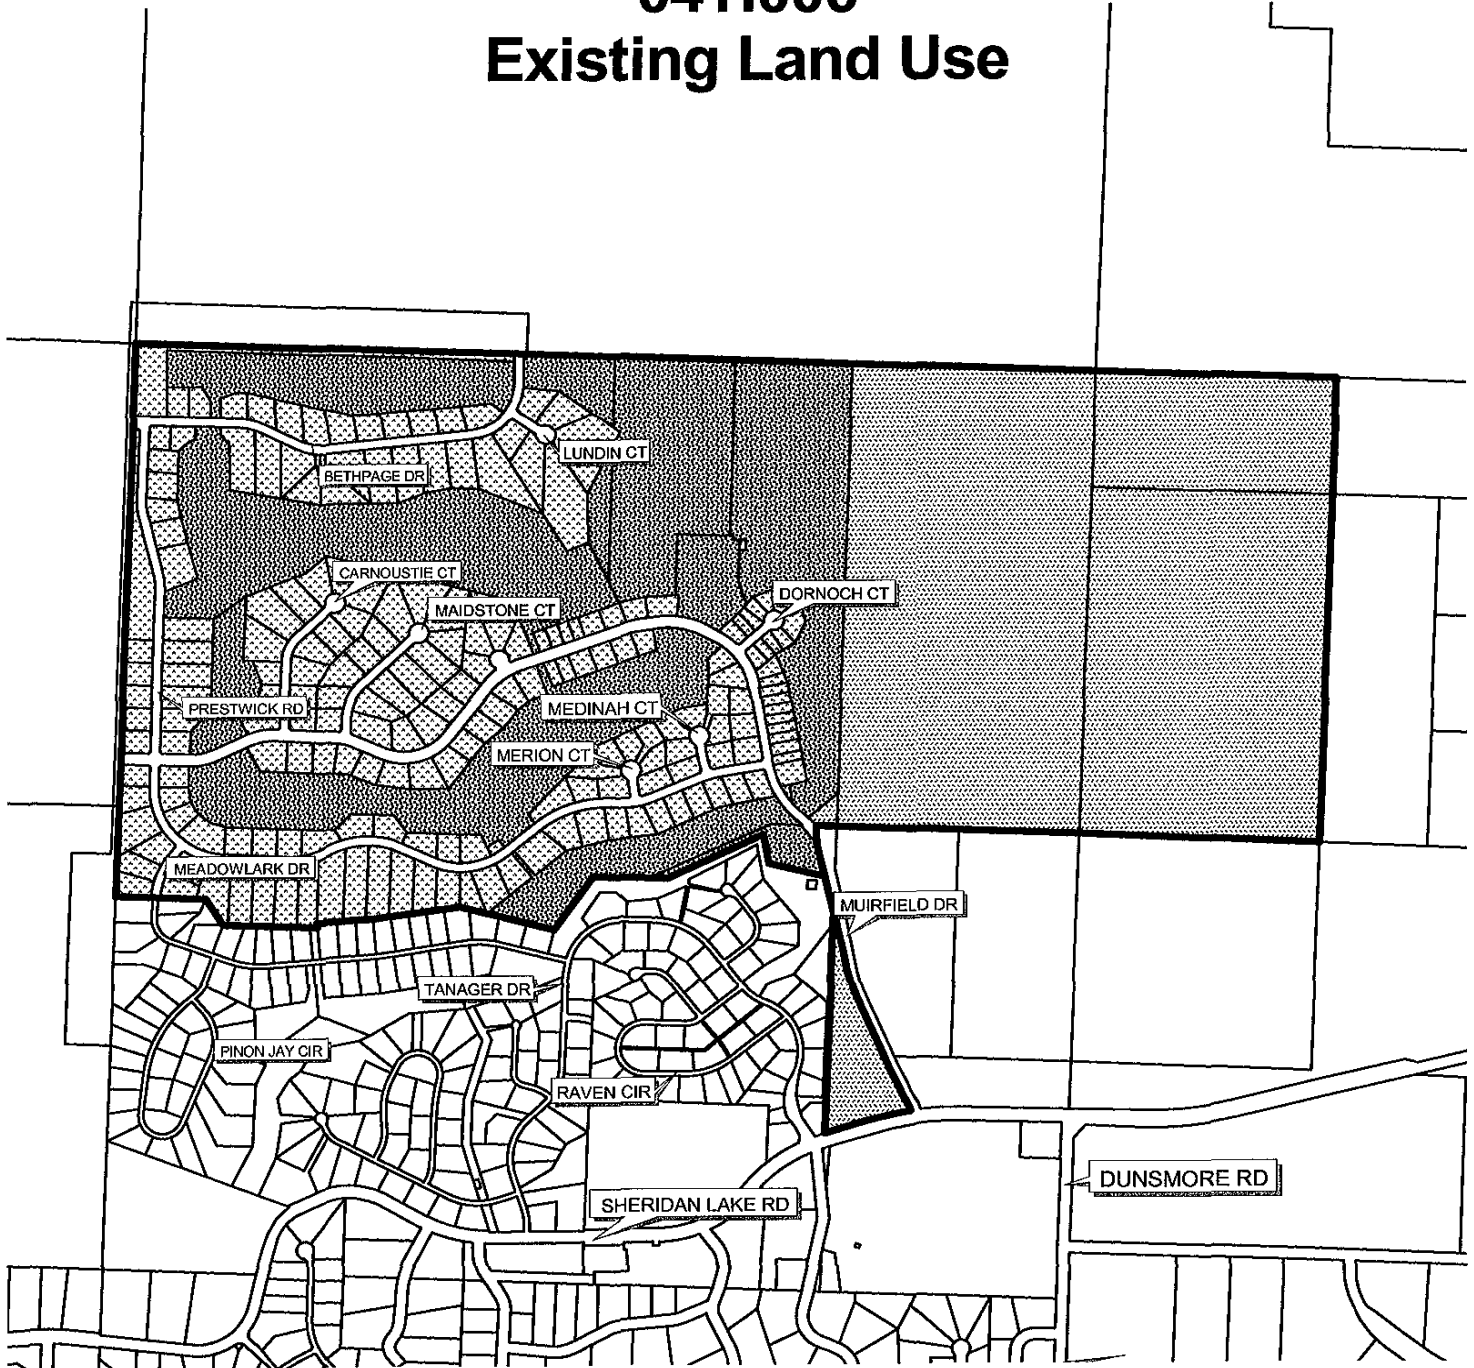 Existing Land Use
LUNDIN CT
BETHPAGE DR
CARNOUSTIE CT
MAIDSTONE CT
DORNOCH CT
PRESTWICK RD
MEDINAH CT
MERION CT
MEADOWLARK DR
MUIRFIELD DR
TANAGER DR
PINON JAY CIR
RAVEN CIR
DUNSMORE RD
SHERIDAN LAKE RD